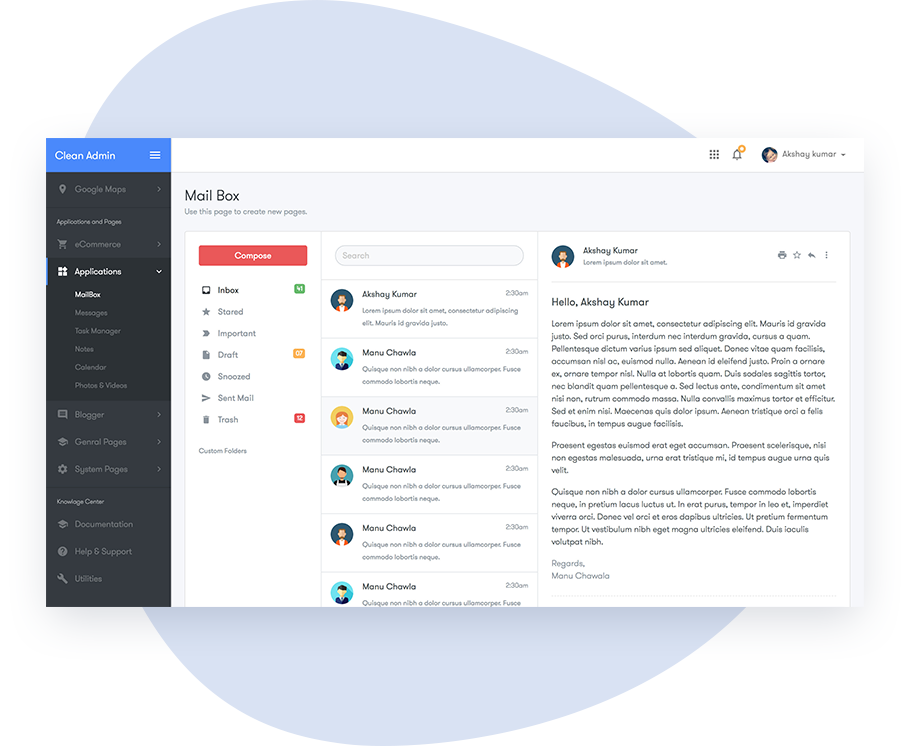 Clean Admin
Akshay kumar
Google Maps
Applications and Pages
eCommerce
Applications
MailBox
Messages
Task Manager
Notes
Calendar
Photos & Videos
Blogger
Genral Pages
System Pages
Knowlage Center
Documentation
Help & Support
Utilities
Mail Box
Use this page to create new pages.
Compose
Inbox 41
Stared
Important
Draft 07
Snoozed
Sent Mail
Trash 12
Custom Folders
Search
Akshay Kumar 2:30am
Lorem ipsum dolor sit amet, consectetur adipiscing
elit. Mauris id gravida justo.
Manu Chawla 2:30am
Quisque non nibh a dolor cursus ullamcorper. Fusce
commodo lobortis neque.
Manu Chawla 2:30am
Quisque non nibh a dolor cursus ullamcorper. Fusce
commodo lobortis neque.
Manu Chawla 2:30am
Quisque non nibh a dolor cursus ullamcorper. Fusce
commodo lobortis neque.
Manu Chawla 2:30am
Quisque non nibh a dolor cursus ullamcorper. Fusce
commodo lobortis neque.
Manu Chawla 2:30am
Quisque non nibh a dolor cursus ullamcorper. Fusce
Akshay Kumar
Lorem ipsum dolor sit amet.
Hello, Akshay Kumar
Lorem ipsum dolor sit amet, consectetur adipiscing elit. Mauris id gravida
justo. Sed orci purus, interdum nec interdum gravida, cursus a quam.
Pellentesque dictum varius ipsum sed aliquet. Donec vitae quam facilisis,
accumsan nisl ac, euismod nulla. Aenean id eleifend justo. Proin a ornare
ex, ornare tempor nisl. Nulla at lobortis quam. Duis sodales sagittis tortor,
nec blandit quam pellentesque a. Sed lectus ante, condimentum sit amet
nisi non, rutrum commodo massa. Nulla convallis maximus tortor et efficitur.
Sed et enim nisi. Maecenas quis dolor ipsum. Aenean tristique orci a felis
faucibus, in tempus augue facilisis.
Praesent egestas euismod erat eget accumsan. Praesent scelerisque, nisi
non egestas malesuada, urna erat tristique mi, id tempus augue urna quis
velit.
Quisque non nibh a dolor cursus ullamcorper. Fusce commodo lobortis
neque, in pretium lacus luctus ut. In erat purus, tempor in leo et, imperdiet
viverra orci. Donec vel orci et eros dapibus ultricies. Ut pretium fermentum
tempor. Ut vestibulum nibh eget magna ultricies eleifend. Duis iaculis
volutpat nibh.
Regards,
Manu Chawala